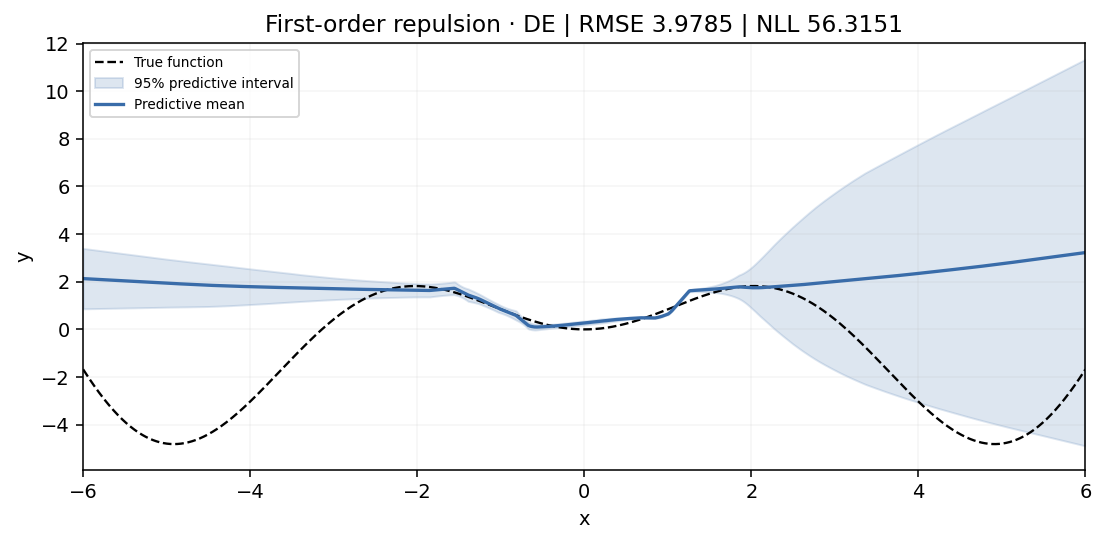 First-order repulsion · DE | RMSE 3.9785 | NLL 56.3151
True function
95% predictive interval
Predictive mean
12
10
8
6
4
2
0
−2
−4
y
−6
−4
−2
0
2
4
6
x